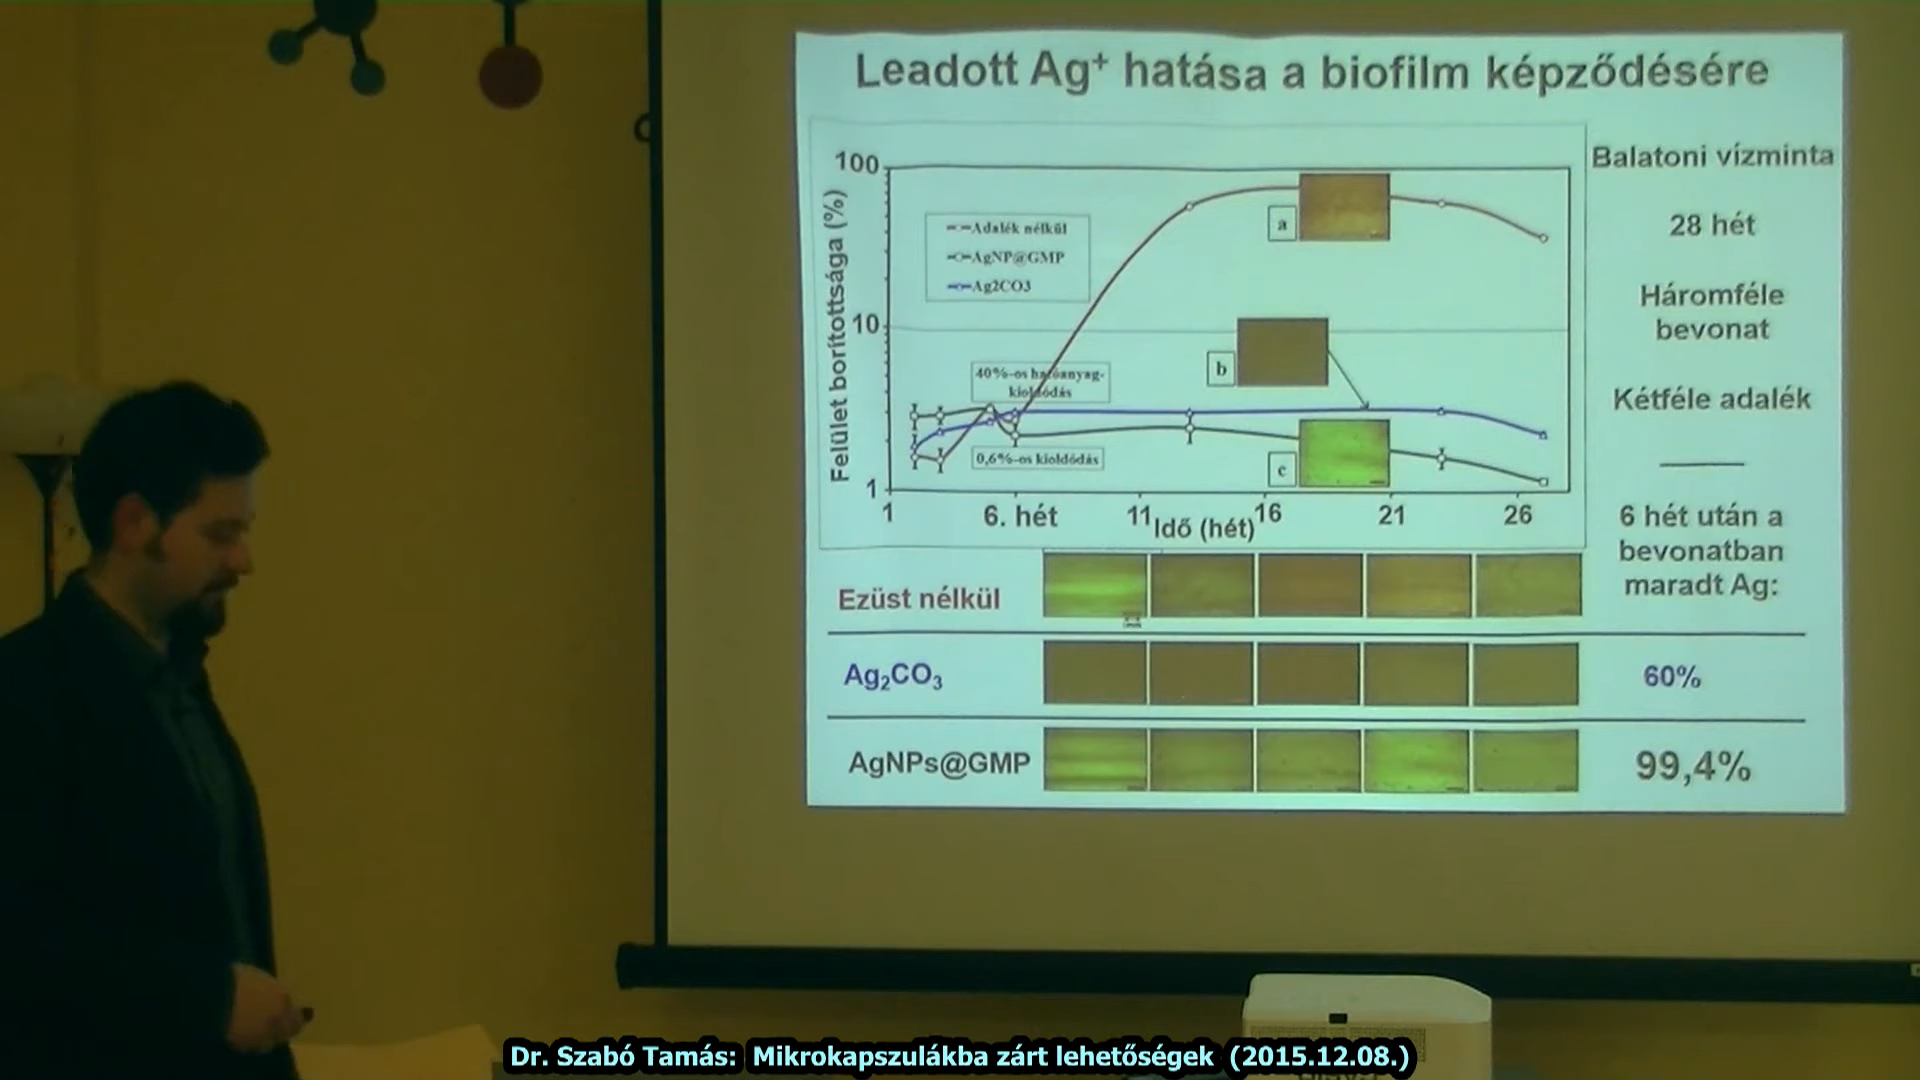 Leadott Ag⁺ hatása a biofilm képződésére
Felület borítottsága (%)
100
10
1
Adalék nélkül
AgNP@GMP
Ag2CO3
40%-os hatóanyag-
kioldódás
0,6%-os kioldódás
a
b
c
1
6. hét
11
16
21
26
Idő (hét)
Balatoni vízminta
28 hét
Háromféle
bevonat
Kétféle adalék
6 hét után a
bevonatban
maradt Ag:
Ezüst nélkül
Ag₂CO₃
60%
AgNPs@GMP
99,4%
Dr. Szabó Tamás: Mikrokapszulákba zárt lehetőségek (2015.12.08.)